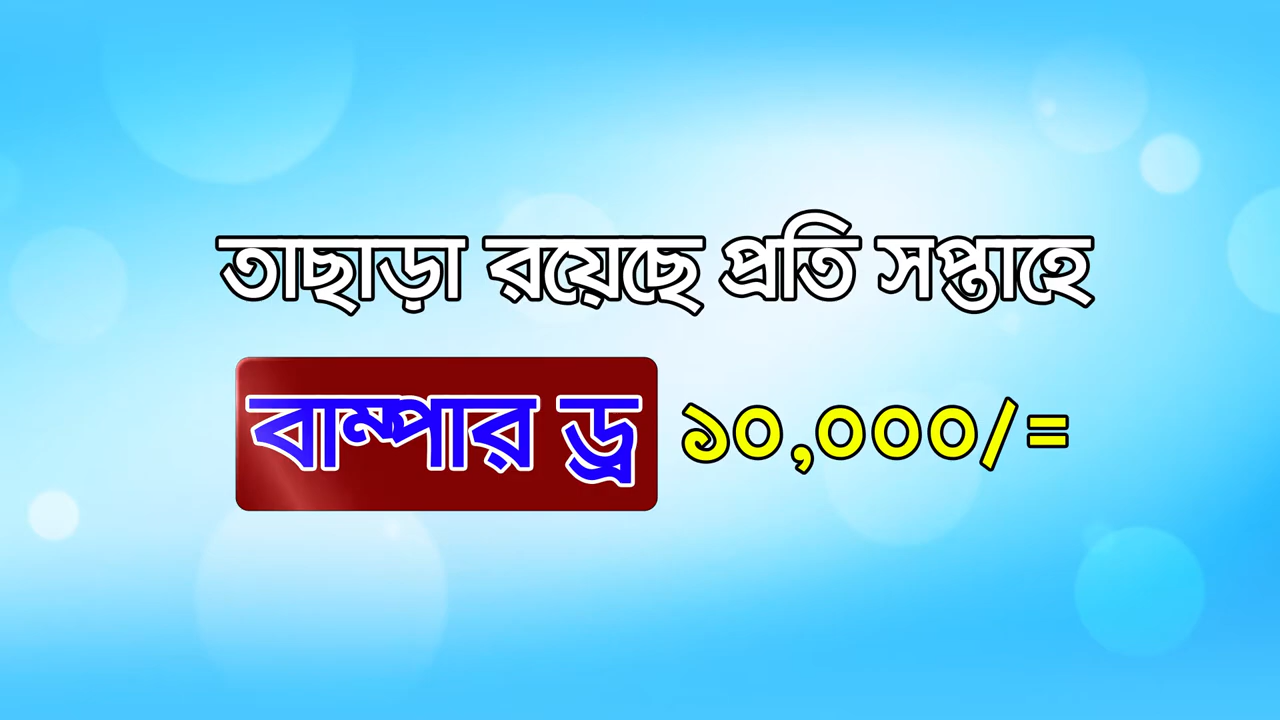 তাছাড়া রয়েছে প্রতি সপ্তাহে
বাম্পার ড্র ১০,০০০/=